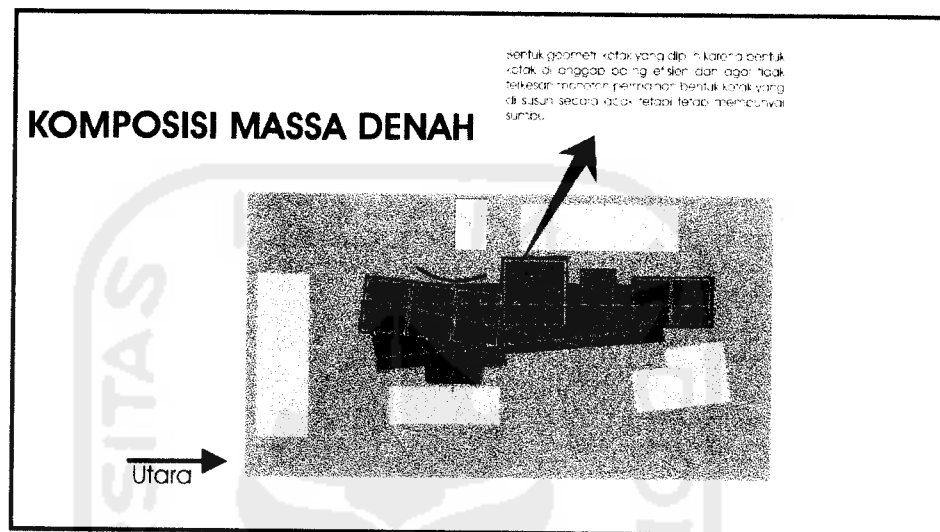 Bentuk geometri kotak yang dipilih karena bentuk
kotak di anggap paling efisien dan agar tidak
terkesan monoton permainan bentuk kotak yang
di susun secara acak tetapi tetap mempunyai
sumbu
KOMPOSISI MASSA DENAH
Utara
SITAS